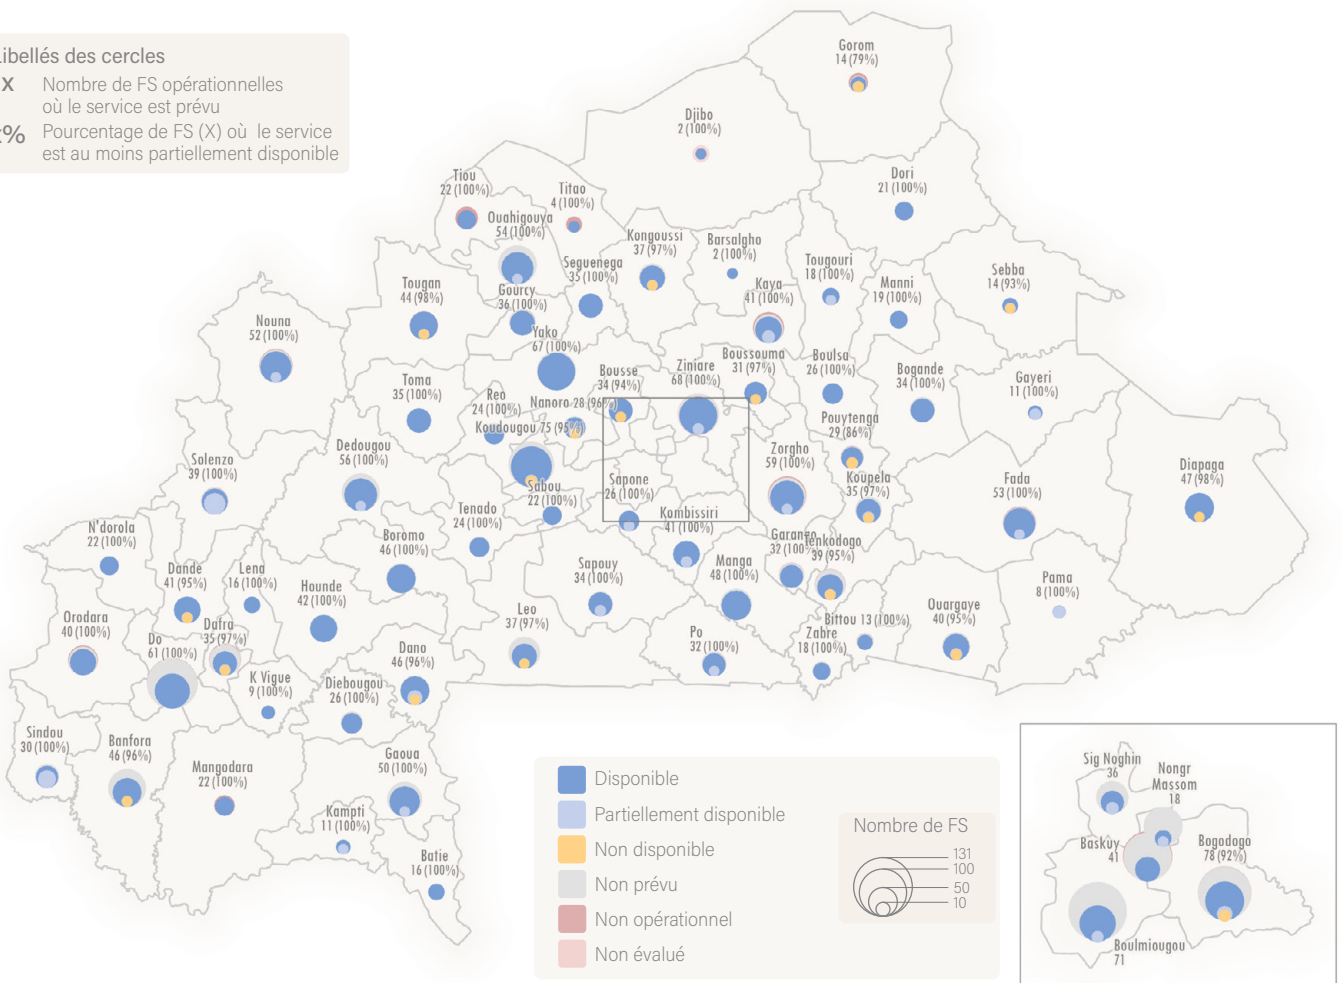 Libellés des cercles
X Nombre de FS opérationnelles
où le service est prévu
% Pourcentage de FS (X) où le service
est au moins partiellement disponible
Gorom
14 (79%)
Djibo
2 (100%)
Dori
21 (100%)
Tiou
22 (100%)
Titao
4 (100%)
Ouahigouya
54 (100%)
Kongoussi
37 (97%)
Barsalgho
2 (100%)
Tougouri
18 (100%)
Sebba
14 (93%)
Seguenega
35 (100%)
Kaya
41 (100%)
Manni
19 (100%)
Tougan
44 (98%)
Gourcy
36 (100%)
Nouna
52 (100%)
Yako
67 (100%)
Bousse
34 (94%)
Ziniare
68 (100%)
Boussouma
31 (97%)
Boulsa
26 (100%)
Bogande
34 (100%)
Gayeri
11 (100%)
Toma
35 (100%)
Reo
24 (100%)
Nanoro 28 (96%)
Koudougou 75 (95%)
Pouytenga
29 (86%)
Dedougou
56 (100%)
Solenzo
39 (100%)
Zorgho
59 (100%)
Koupela
35 (97%)
Fada
53 (100%)
Diapaga
47 (98%)
Sabou
22 (100%)
Sapone
26 (100%)
Tenado
24 (100%)
Kombissiri
41 (100%)
N'dorola
22 (100%)
Boromo
46 (100%)
Garango
32 (100%)
Tenkodogo
39 (95%)
Dande
41 (95%)
Lena
16 (100%)
Hounde
42 (100%)
Sapouy
34 (100%)
Manga
48 (100%)
Pama
8 (100%)
Orodara
40 (100%)
Do
61 (100%)
Dafra
35 (97%)
Leo
37 (97%)
Bittou 13 (100%)
Ouargaye
40 (95%)
Po
32 (100%)
Zabre
18 (100%)
Dano
46 (96%)
K Vigue
9 (100%)
Diebougou
26 (100%)
Sindou
30 (100%)
Banfora
46 (96%)
Mangodara
22 (100%)
Gaoua
50 (100%)
Kampti
11 (100%)
Batie
16 (100%)
Disponible
Partiellement disponible
Non disponible
Non prévu
Non opérationnel
Non évalué
Nombre de FS
131
100
50
10
Sig Noghin
36
Nongr
Massom
18
Baskuy
41
Bogodogo
78 (92%)
Boulmiougou
71